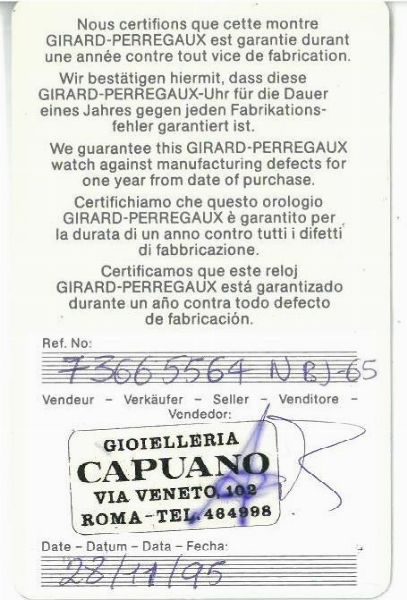 Nous certifions que cette montre
GIRARD-PERREGAUX est garantie durant
une année contre tout vice de fabrication.
Wir bestätigen hiermit, dass diese
GIRARD-PERREGAUX-Uhr für die Dauer
eines Jahres gegen jeden Fabrikations-
fehler garantiert ist.
We guarantee this GIRARD-PERREGAUX
watch against manufacturing defects for
one year from date of purchase.
Certifichiamo che questo orologio
GIRARD-PERREGAUX è garantito per
la durata di un anno contro tutti i difetti
di fabbricazione.
Certificamos que este reloj
GIRARD-PERREGAUX está garantizado
durante un año contra todo defecto
de fabricación.
Ref. No:
73665564 N BJ-65
Vendeur - Verkäufer - Seller - Venditore -
Vendedor:
GIOIELLERIA
CAPUANO
VIA VENETO, 102
ROMA-TEL. 464998
Date - Datum - Data - Fecha:
28/11/95